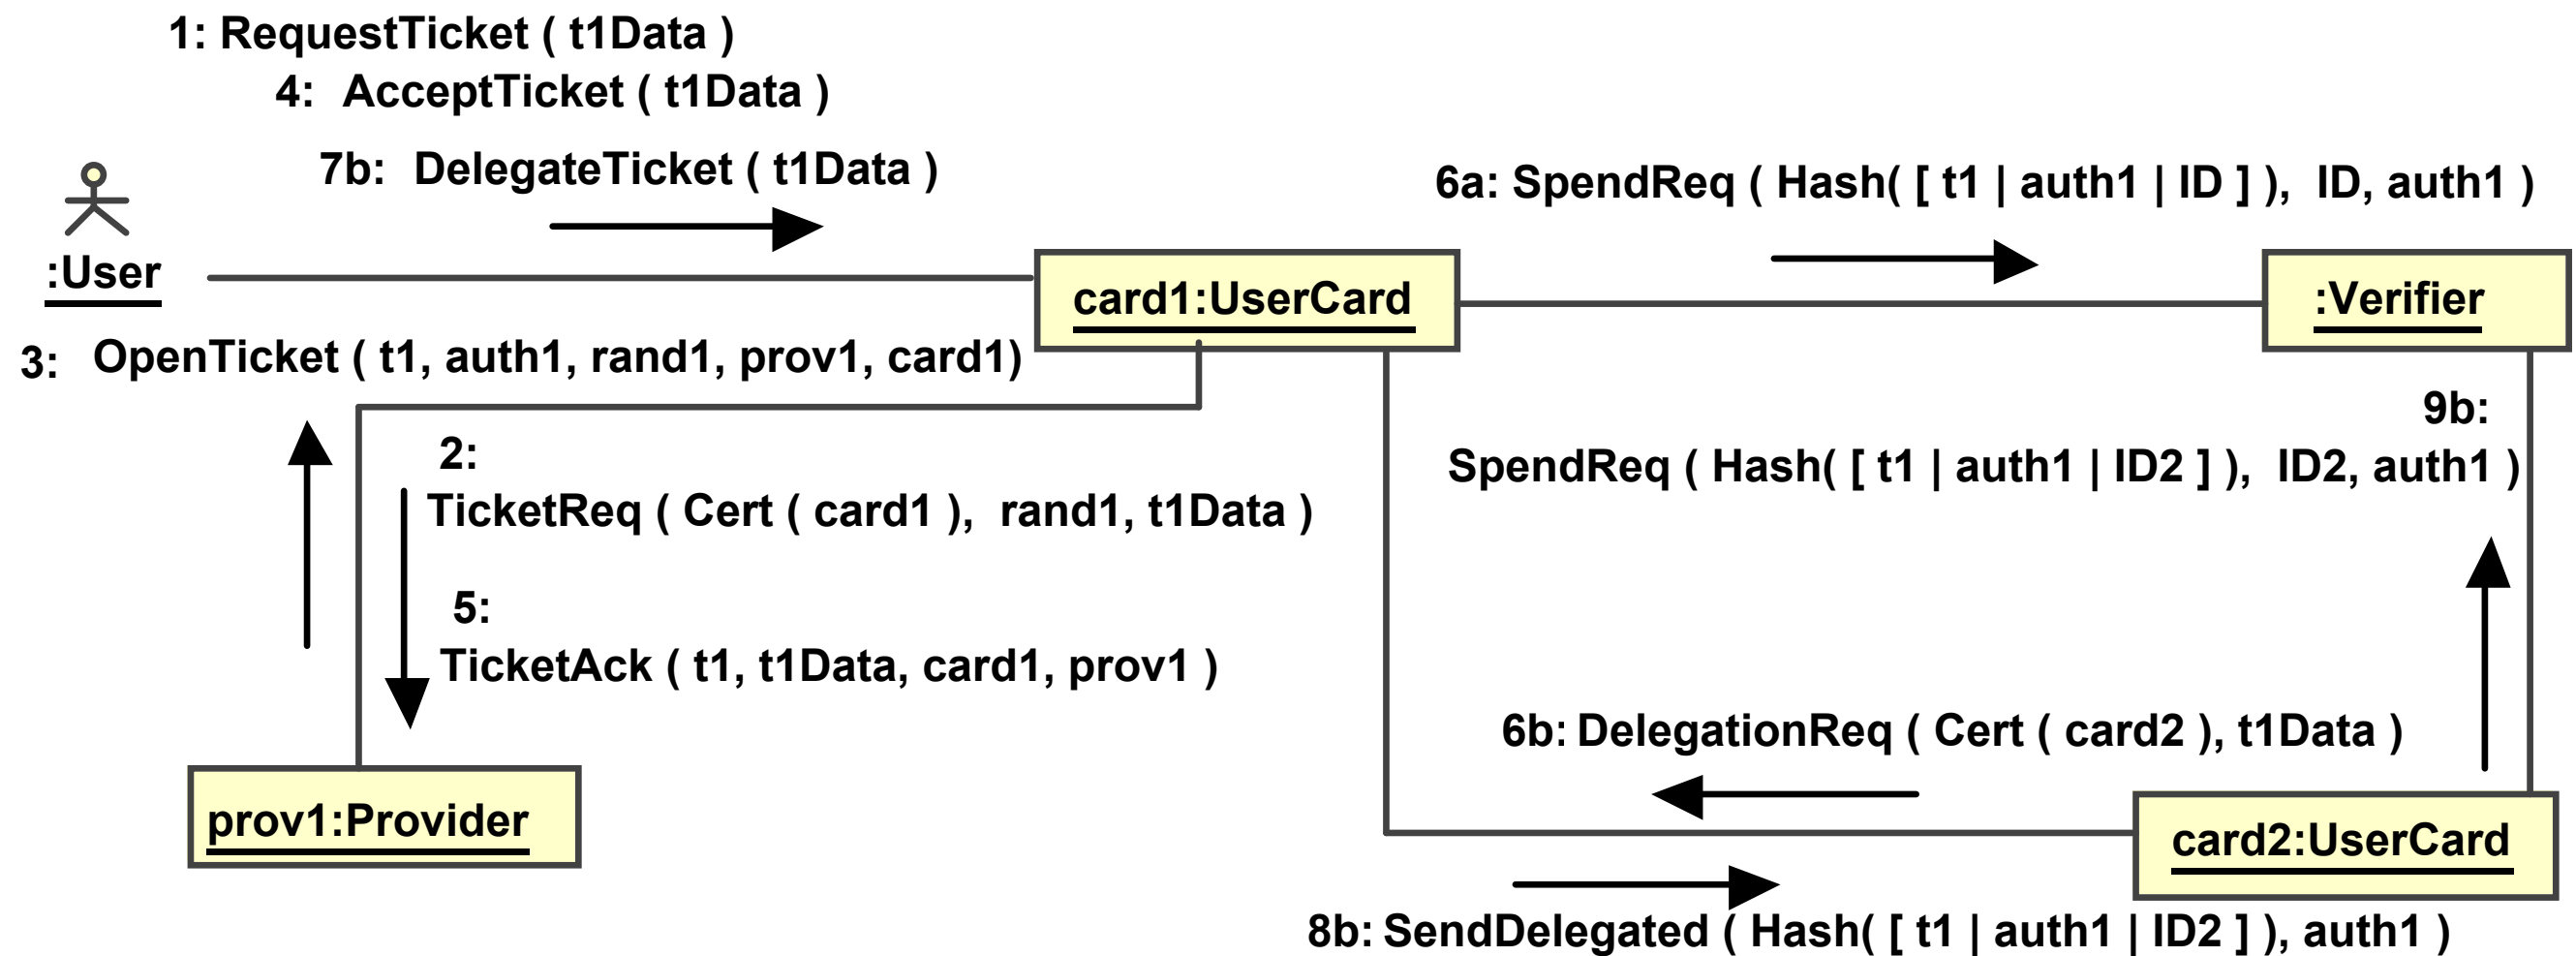 1: RequestTicket ( t1Data )
4: AcceptTicket ( t1Data )
7b: DelegateTicket ( t1Data )
6a: SpendReq ( Hash( [ t1 | auth1 | ID ] ), ID, auth1 )
:User
card1:UserCard
:Verifier
3: OpenTicket ( t1, auth1, rand1, prov1, card1)
9b:
SpendReq ( Hash( [ t1 | auth1 | ID2 ] ), ID2, auth1 )
2:
TicketReq ( Cert ( card1 ), rand1, t1Data )
5:
TicketAck ( t1, t1Data, card1, prov1 )
6b: DelegationReq ( Cert ( card2 ), t1Data )
prov1:Provider
card2:UserCard
8b: SendDelegated ( Hash( [ t1 | auth1 | ID2 ] ), auth1 )